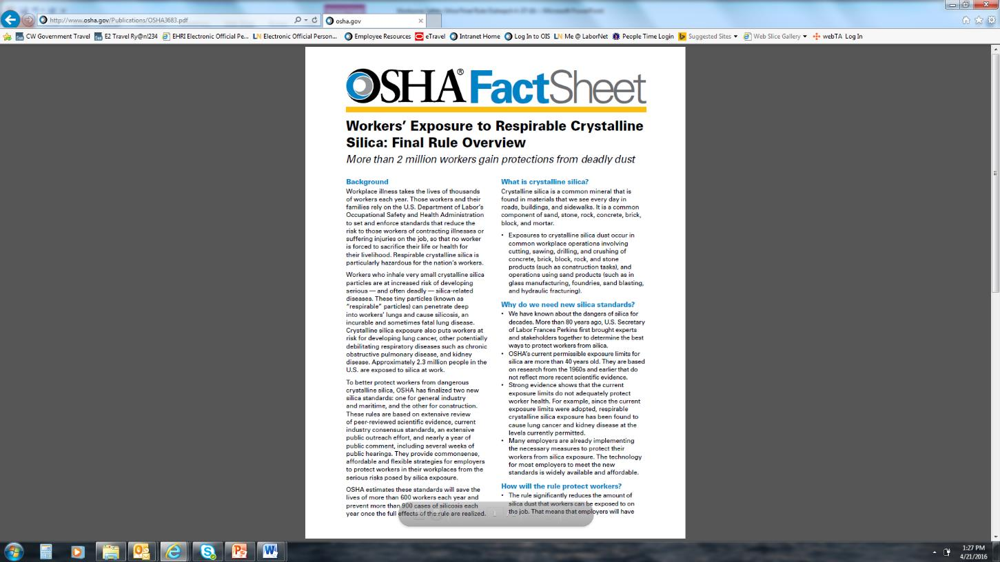 http://www.osha.gov/Publications/OSHA3683.pdf
osha.gov
CW Government Travel
E2 Travel Ry@n!234
EHRI Electronic Official Pe...
Electronic Official Person...
Employee Resources
eTravel
Intranet Home
Log In to OIS
Me @ LaborNet
People Time Login
Suggested Sites
Web Slice Gallery
webTA Log In
OSHA® FactSheet
Workers’ Exposure to Respirable Crystalline
Silica: Final Rule Overview
More than 2 million workers gain protections from deadly dust
Background
Workplace illness takes the lives of thousands
of workers each year. Those workers and their
families rely on the U.S. Department of Labor’s
Occupational Safety and Health Administration
to set and enforce standards that reduce the
risk to those workers of contracting illnesses or
suffering injuries on the job, so that no worker
is forced to sacrifice their life or health for
their livelihood. Respirable crystalline silica is
particularly hazardous for the nation’s workers.
Workers who inhale very small crystalline silica
particles are at increased risk of developing
serious — and often deadly — silica-related
diseases. These tiny particles (known as
“respirable” particles) can penetrate deep
into workers’ lungs and cause silicosis, an
incurable and sometimes fatal lung disease.
Crystalline silica exposure also puts workers at
risk for developing lung cancer, other potentially
debilitating respiratory diseases such as chronic
obstructive pulmonary disease, and kidney
disease. Approximately 2.3 million people in the
U.S. are exposed to silica at work.
To better protect workers from dangerous
crystalline silica, OSHA has finalized two new
silica standards: one for general industry
and maritime, and the other for construction.
These rules are based on extensive review
of peer-reviewed scientific evidence, current
industry consensus standards, an extensive
public outreach effort, and nearly a year of
public comment, including several weeks of
public hearings. They provide commonsense,
affordable and flexible strategies for employers
to protect workers in their workplaces from the
serious risks posed by silica exposure.
OSHA estimates these standards will save the
lives of more than 600 workers each year and
prevent more than 900 cases of silicosis each
year once the full effects of the rule are realized.
What is crystalline silica?
Crystalline silica is a common mineral that is
found in materials that we see every day in
roads, buildings, and sidewalks. It is a common
component of sand, stone, rock, concrete, brick,
block, and mortar.
• Exposures to crystalline silica dust occur in
common workplace operations involving
cutting, sawing, drilling, and crushing of
concrete, brick, block, rock, and stone
products (such as construction tasks), and
operations using sand products (such as in
glass manufacturing, foundries, sand blasting,
and hydraulic fracturing).
Why do we need new silica standards?
• We have known about the dangers of silica for
decades. More than 80 years ago, U.S. Secretary
of Labor Frances Perkins first brought experts
and stakeholders together to determine the best
ways to protect workers from silica.
• OSHA’s current permissible exposure limits for
silica are more than 40 years old. They are based
on research from the 1960s and earlier that do
not reflect more recent scientific evidence.
• Strong evidence shows that the current
exposure limits do not adequately protect
worker health. For example, since the current
exposure limits were adopted, respirable
crystalline silica exposure has been found to
cause lung cancer and kidney disease at the
levels currently permitted.
• Many employers are already implementing
the necessary measures to protect their
workers from silica exposure. The technology
for most employers to meet the new
standards is widely available and affordable.
How will the rule protect workers?
• The rule significantly reduces the amount of
silica dust that workers can be exposed to on
the job. That means that employers will have
1:27 PM
4/21/2016